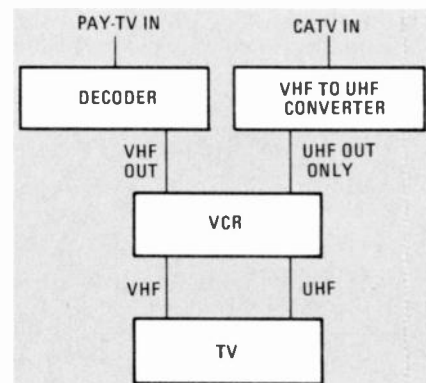 PAY-TV IN
CATV IN
DECODER
VHF TO UHF
CONVERTER
VHF
OUT
UHF OUT
ONLY
VCR
VHF
UHF
TV